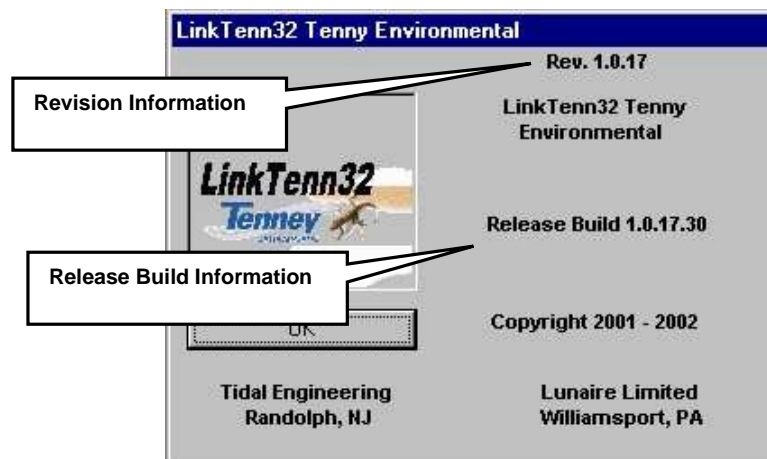 LinkTenn32 Tenny Environmental
Rev. 1.0.17
Revision Information
LinkTenn32 Tenny
Environmental
LinkTenn32
Tenney
Release Build 1.0.17.30
Release Build Information
OK
Copyright 2001 - 2002
Tidal Engineering
Randolph, NJ
Lunaire Limited
Williamsport, PA